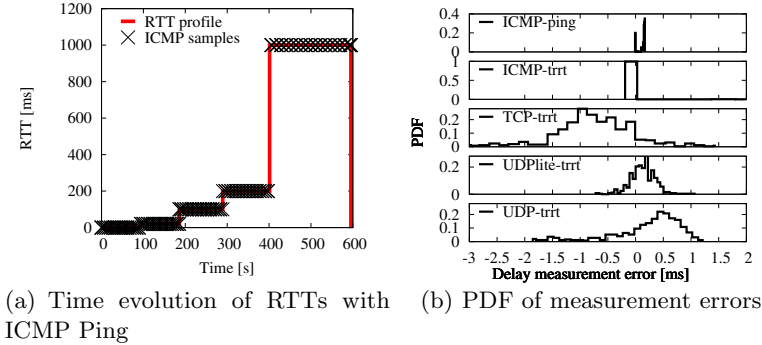 RTT profile
ICMP samples
1200
1000
800
600
400
200
0
RTT [ms]
0 100 200 300 400 500 600
Time [s]
(a) Time evolution of RTTs with
ICMP Ping
0.4
0.2
0
ICMP-ping
1
0.5
0
ICMP-trrt
0.2
0.1
0
TCP-trrt
0.2
0.1
0
UDPlite-trrt
0.2
0.1
0
UDP-trrt
PDF
-3 -2.5 -2 -1.5 -1 -0.5 0 0.5 1 1.5 2
Delay measurement error [ms]
(b) PDF of measurement errors